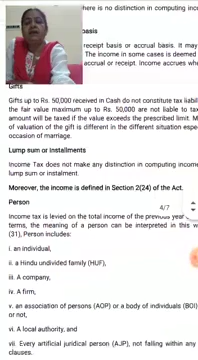 here is no distinction in computing inco
basis
receipt basis or accrual basis. It may
The income in some cases is deemed
accrual or receipt. Income accrues whe
Gifts
Gifts up to Rs. 50,000 received in Cash do not constitute tax liabil
the fair value maximum up to Rs. 50,000 are not liable to tax
amount will be taxed if the value exceeds the prescribed limit. M
of valuation of the gift is different in the different situation espe
occasion of marriage.
Lump sum or Installments
Income Tax does not make any distinction in computing income
lump sum or instalment.
Moreover, the income is defined in Section 2(24) of the Act.
Person
4/7
Income tax is levied on the total income of the previous year
terms, the meaning of a person can be interpreted in this w
(31), Person includes:
i. an individual,
ii. a Hindu undivided family (HUF),
iii. A company,
iv. A firm,
v. an association of persons (AOP) or a body of individuals (BOI)
or not,
vi. A local authority, and
vii. Every artificial juridical person (AJP), not falling within any
clauses.